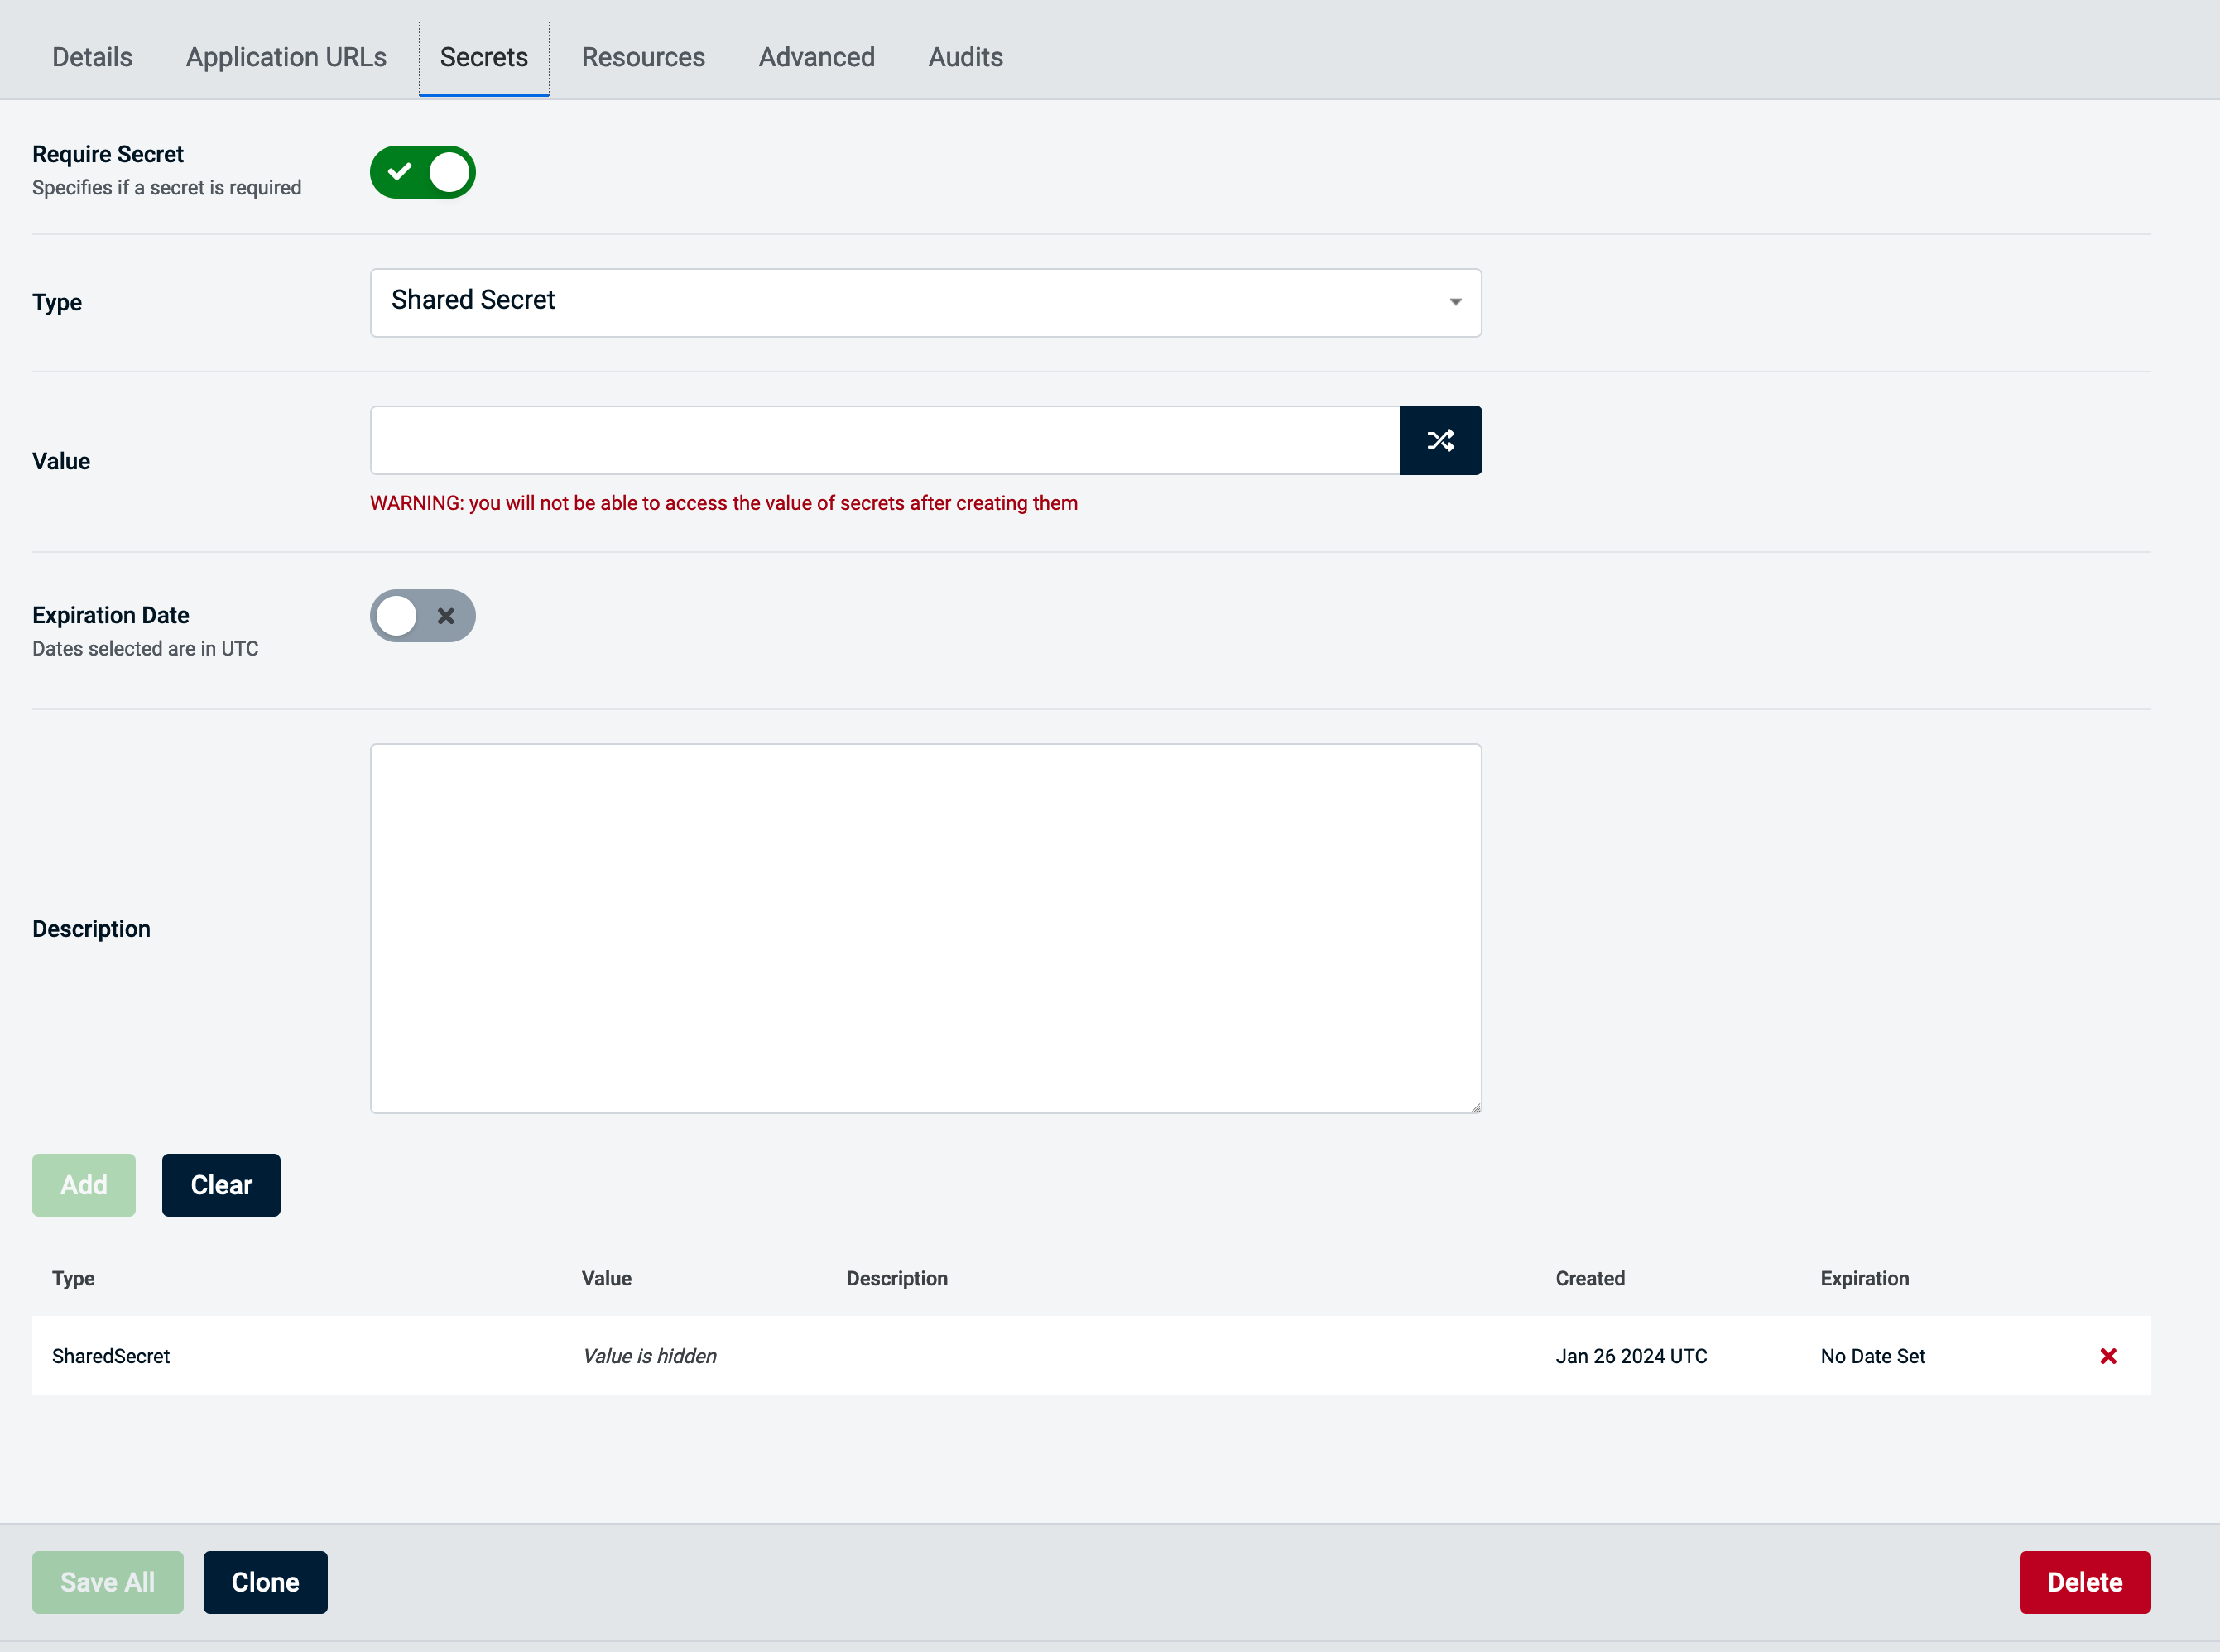 Details Application URLs Secrets Resources Advanced Audits
Require Secret
Specifies if a secret is required
Type
Shared Secret
Value
WARNING: you will not be able to access the value of secrets after creating them
Expiration Date
Dates selected are in UTC
Description
Add Clear
Type Value Description Created Expiration
SharedSecret Value is hidden Jan 26 2024 UTC No Date Set
Save All Clone Delete